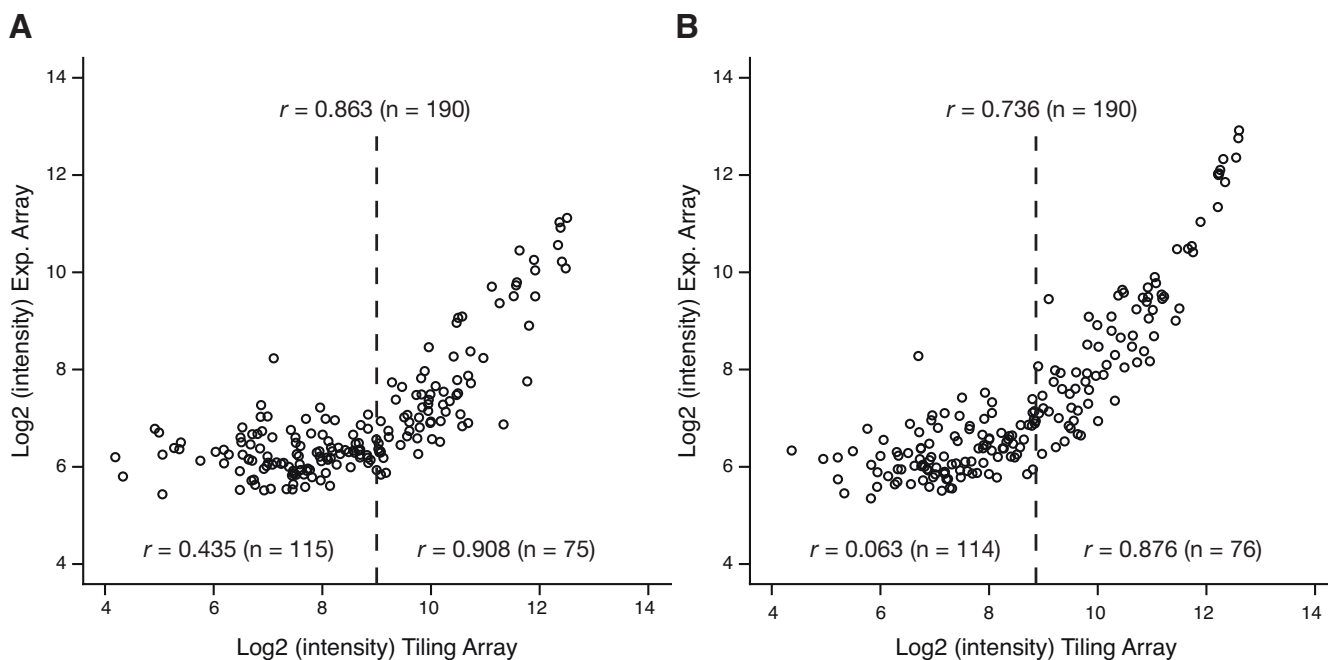 A
B
14
12
10
8
6
4
Log2 (intensity) Exp. Array
r = 0.863 (n = 190)
r = 0.435 (n = 115)
r = 0.908 (n = 75)
4
6
8
10
12
14
Log2 (intensity) Tiling Array
14
12
10
8
6
4
Log2 (intensity) Exp. Array
r = 0.736 (n = 190)
r = 0.063 (n = 114)
r = 0.876 (n = 76)
4
6
8
10
12
14
Log2 (intensity) Tiling Array